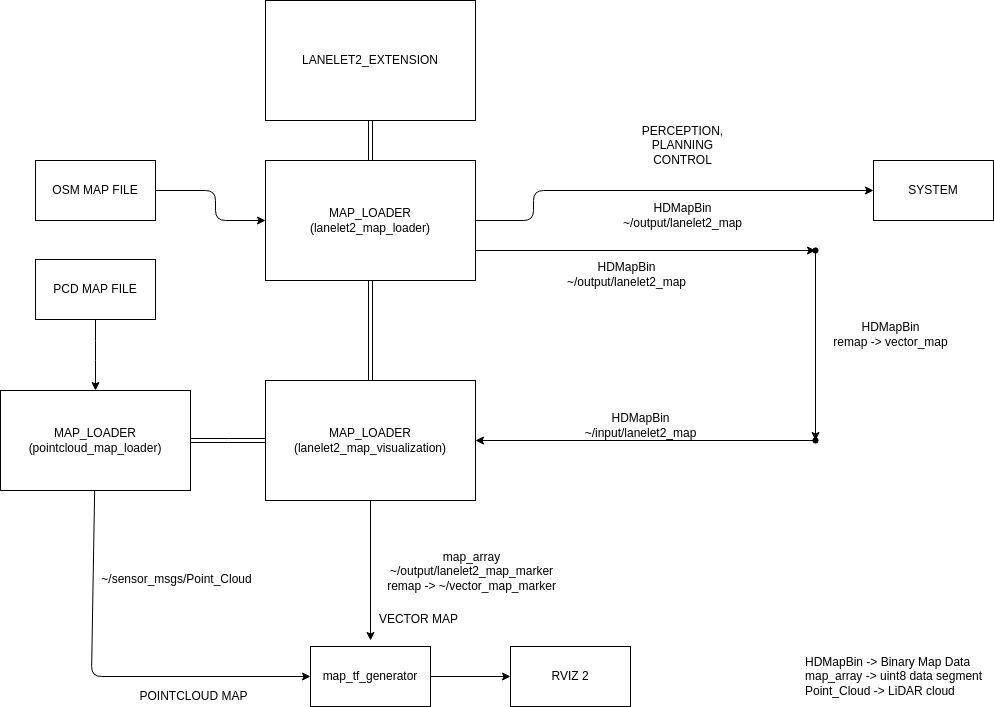 LANELET2_EXTENSION
PERCEPTION,
PLANNING
CONTROL
OSM MAP FILE
MAP_LOADER
(lanelet2_map_loader)
SYSTEM
HDMapBin
~/output/lanelet2_map
PCD MAP FILE
HDMapBin
~/output/lanelet2_map
HDMapBin
remap -> vector_map
MAP_LOADER
(pointcloud_map_loader)
MAP_LOADER
(lanelet2_map_visualization)
HDMapBin
~/input/lanelet2_map
~/sensor_msgs/Point_Cloud
map_array
~/output/lanelet2_map_marker
remap -> ~/vector_map_marker
VECTOR MAP
map_tf_generator
RVIZ 2
POINTCLOUD MAP
HDMapBin -> Binary Map Data
map_array -> uint8 data segment
Point_Cloud -> LiDAR cloud